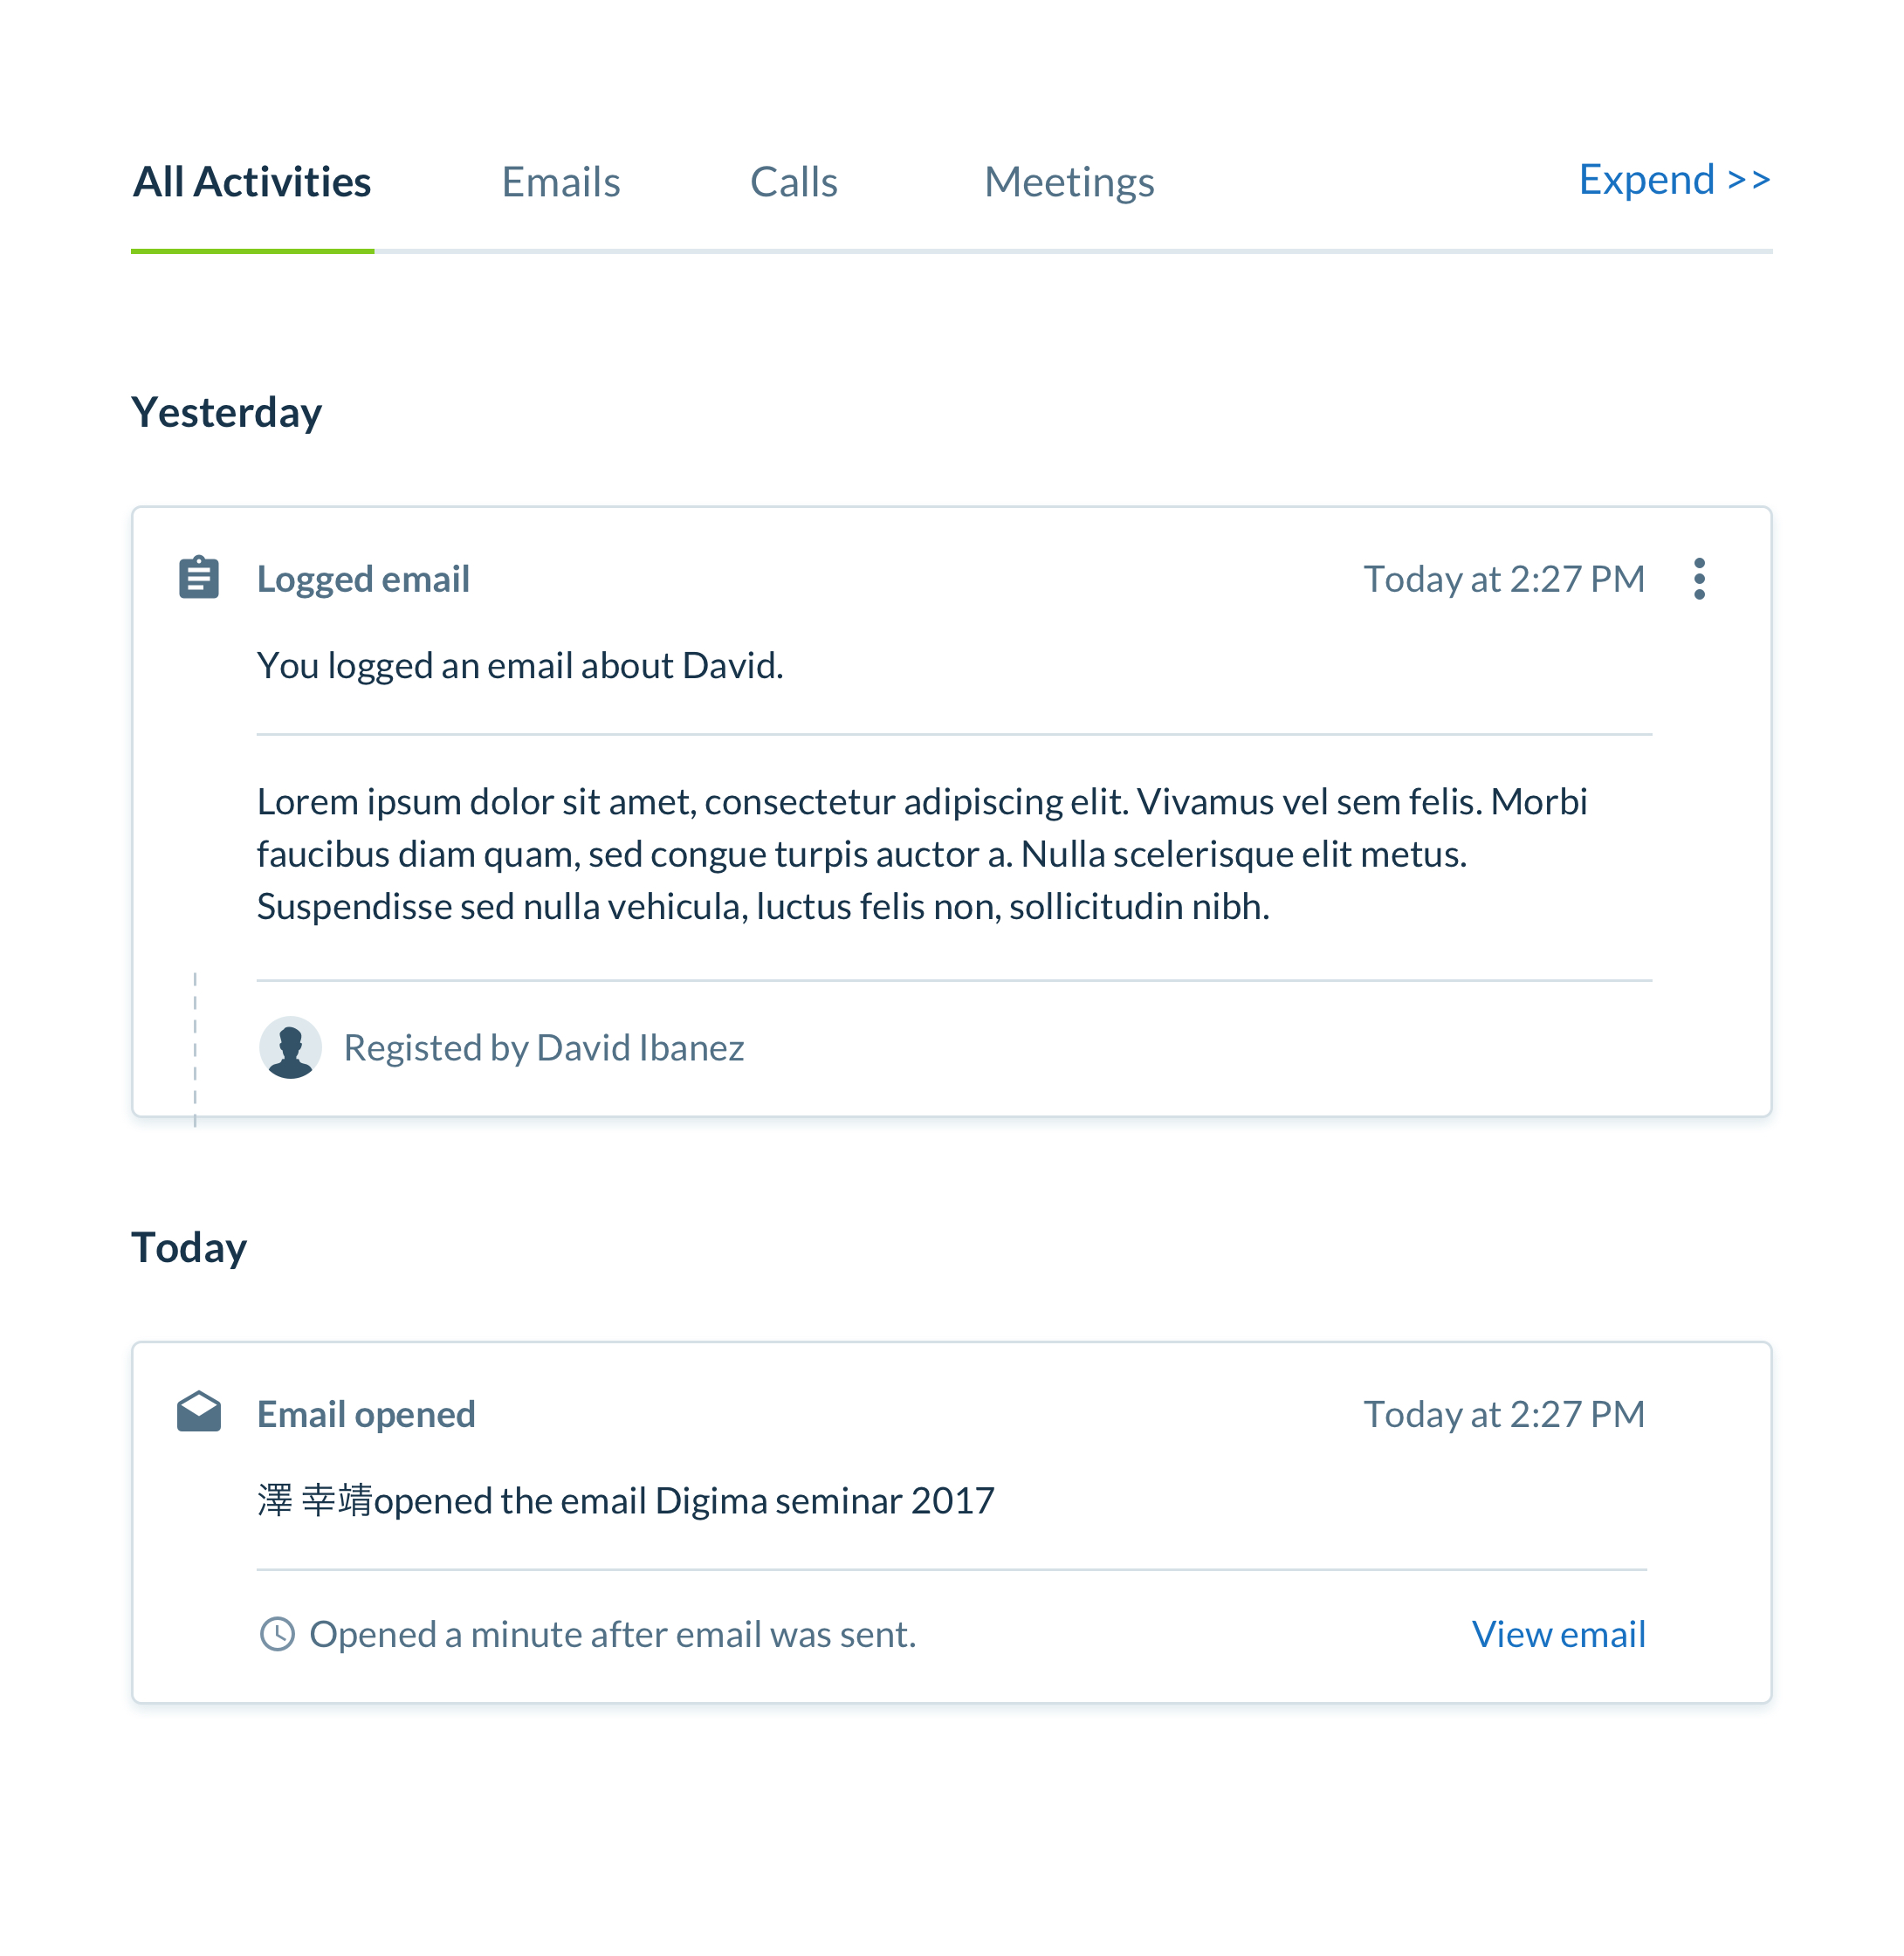 All Activities Emails Calls Meetings Expend >>
Yesterday
Logged email Today at 2:27 PM
You logged an email about David.
Lorem ipsum dolor sit amet, consectetur adipiscing elit. Vivamus vel sem felis. Morbi
faucibus diam quam, sed congue turpis auctor a. Nulla scelerisque elit metus.
Suspendisse sed nulla vehicula, luctus felis non, sollicitudin nibh.
Registed by David Ibanez
Today
Email opened Today at 2:27 PM
澤 幸靖opened the email Digima seminar 2017
Opened a minute after email was sent. View email